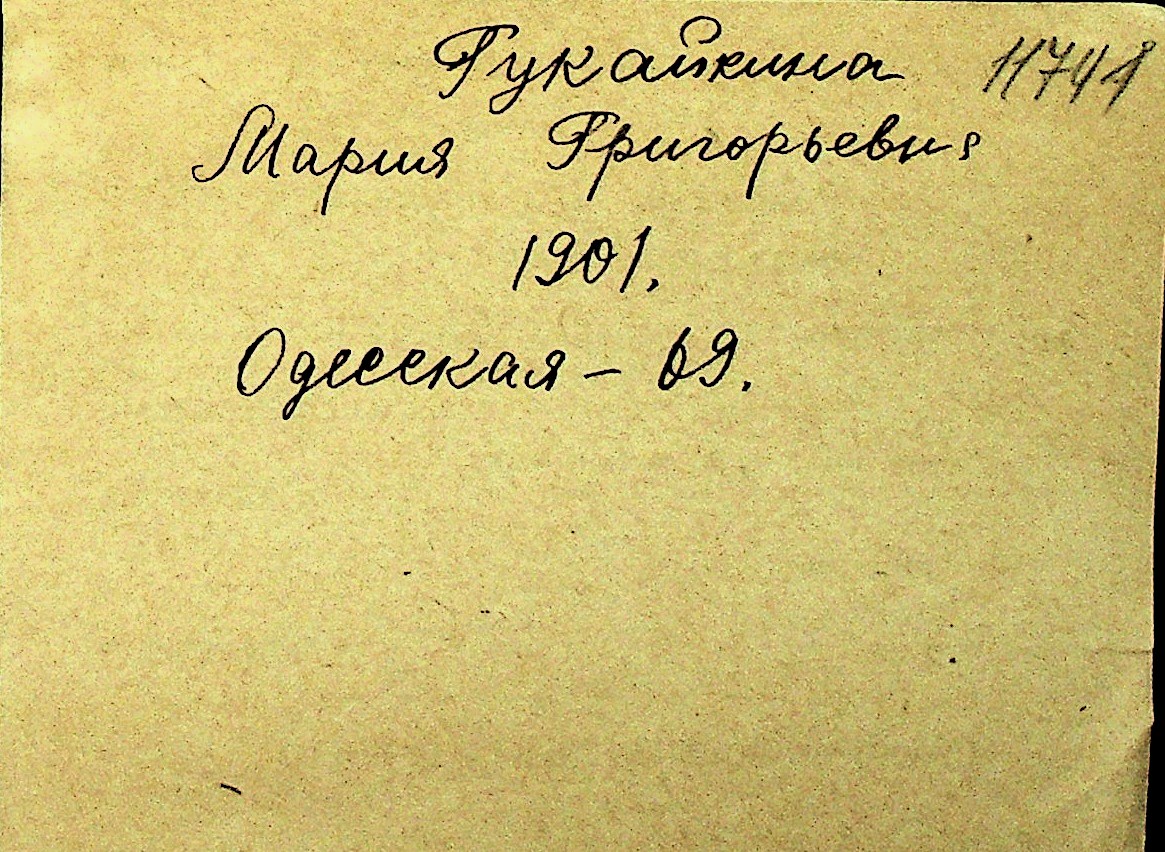 Гукайкина 11741
Мария Григорьевна
1901.
Одесская - 69.